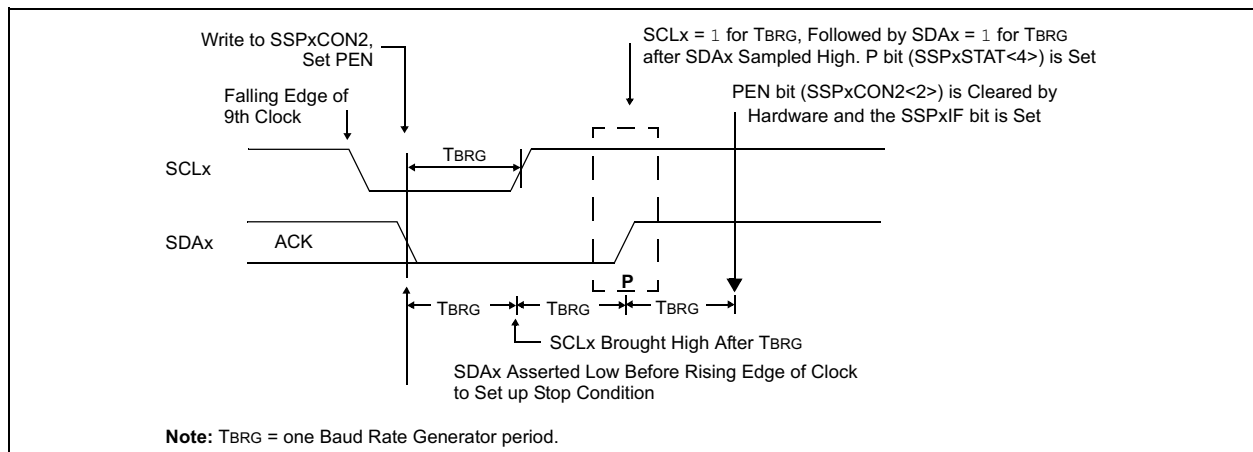 Write to SSPxCON2,
Set PEN
SCLx = 1 for TBRG, Followed by SDAx = 1 for TBRG
after SDAx Sampled High. P bit (SSPxSTAT<4>) is Set
Falling Edge of
9th Clock
PEN bit (SSPxCON2<2>) is Cleared by
Hardware and the SSPxIF bit is Set
TBRG
SCLx
SDAx
ACK
P
TBRG
TBRG
TBRG
SCLx Brought High After TBRG
SDAx Asserted Low Before Rising Edge of Clock
to Set up Stop Condition
Note: TBRG = one Baud Rate Generator period.